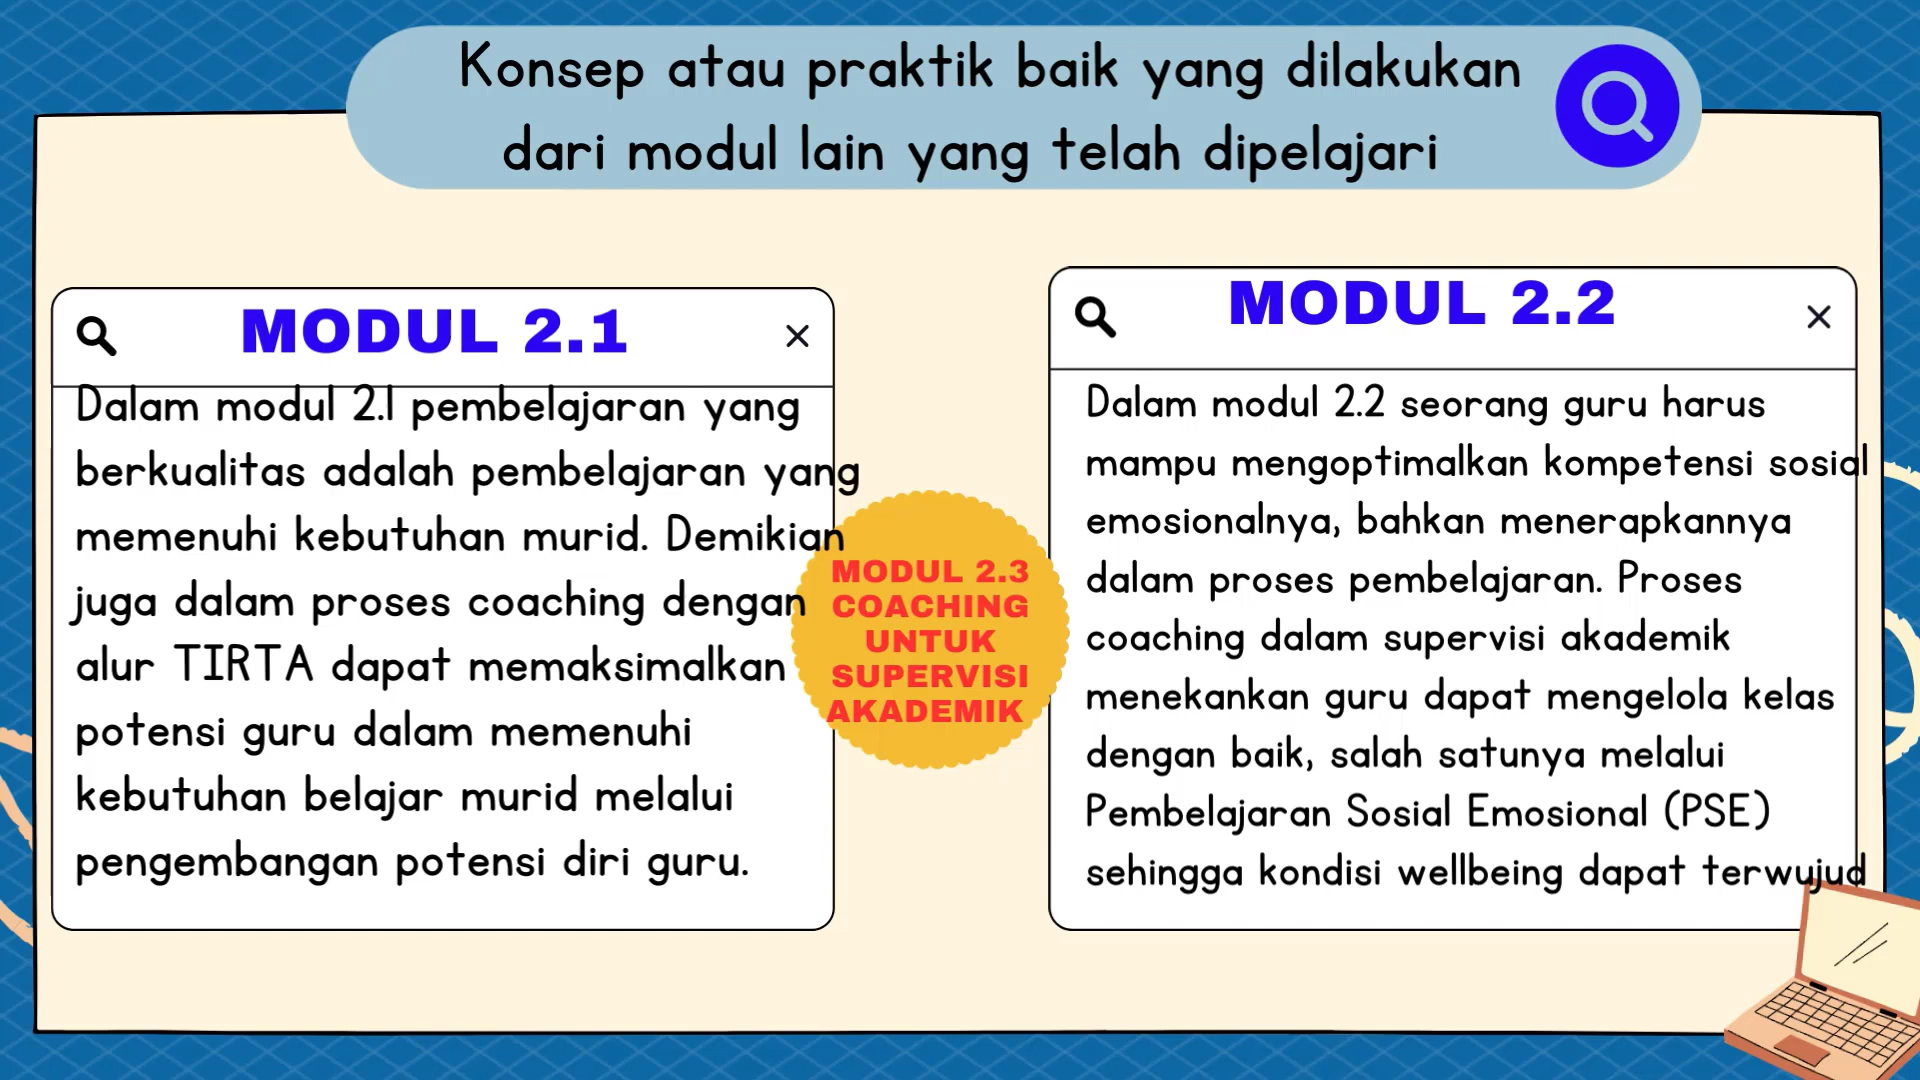 Konsep atau praktik baik yang dilakukan
dari modul lain yang telah dipelajari
MODUL 2.1
Dalam modul 2.1 pembelajaran yang
berkualitas adalah pembelajaran yang
memenuhi kebutuhan murid. Demikian
juga dalam proses coaching dengan
alur TIRTA dapat memaksimalkan
potensi guru dalam memenuhi
kebutuhan belajar murid melalui
pengembangan potensi diri guru.
MODUL 2.3
COACHING
UNTUK
SUPERVISI
AKADEMIK
MODUL 2.2
Dalam modul 2.2 seorang guru harus
mampu mengoptimalkan kompetensi sosial
emosionalnya, bahkan menerapkannya
dalam proses pembelajaran. Proses
coaching dalam supervisi akademik
menekankan guru dapat mengelola kelas
dengan baik, salah satunya melalui
Pembelajaran Sosial Emosional (PSE)
sehingga kondisi wellbeing dapat terwujud